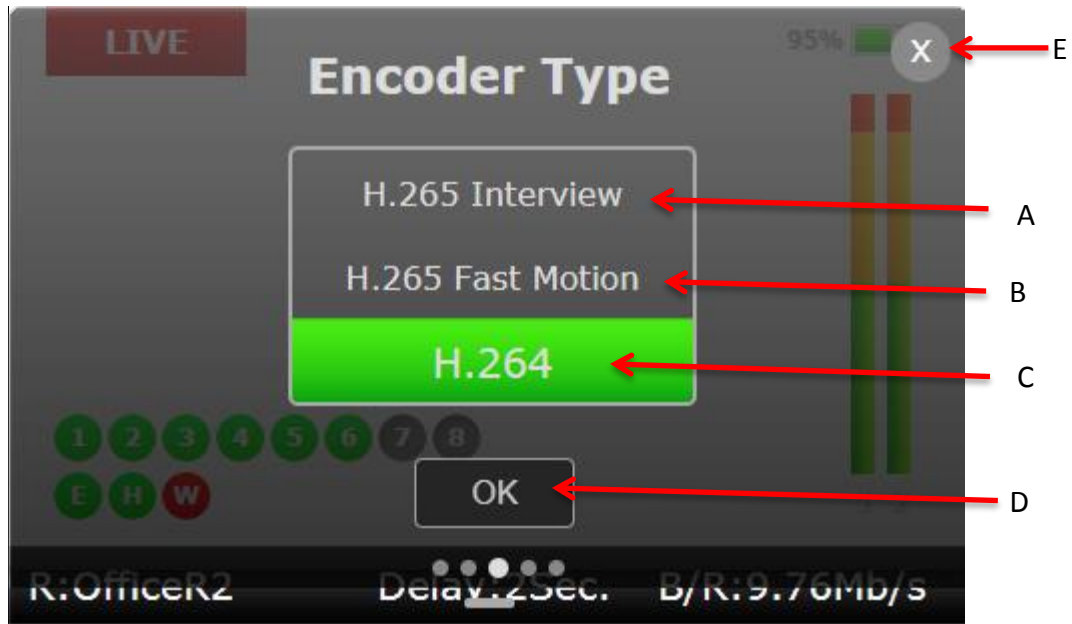 LIVE
95%
X
E
Encoder Type
H.265 Interview
A
H.265 Fast Motion
B
H.264
C
1 2 3 4 5 6 7 8
E H W
OK
D
R:OfficeR2 Delay:2Sec. B/R:9.76Mb/s